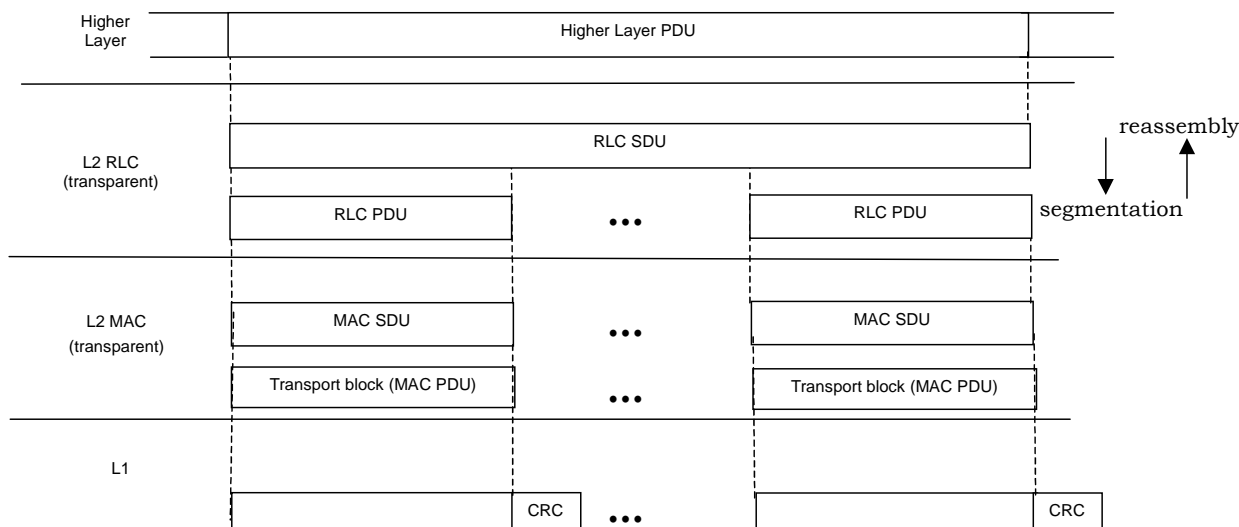 Higher
Layer
Higher Layer PDU
reassembly
RLC SDU
L2 RLC
(transparent)
RLC PDU
RLC PDU
segmentation
L2 MAC
(transparent)
MAC SDU
MAC SDU
Transport block (MAC PDU)
Transport block (MAC PDU)
L1
CRC
CRC